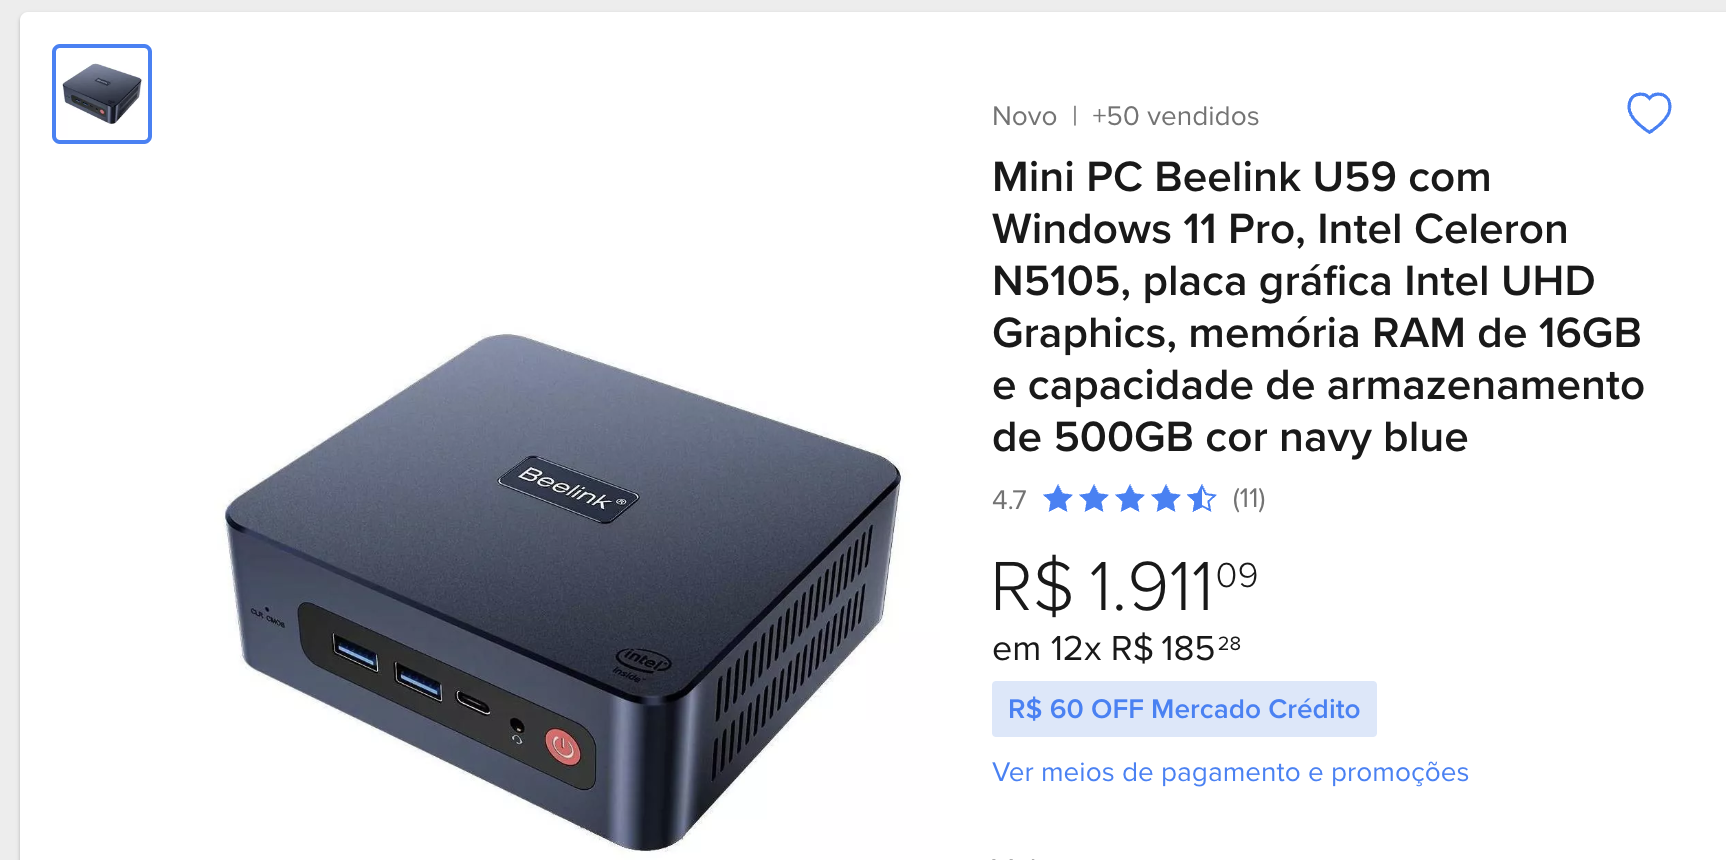 Novo | +50 vendidos
Mini PC Beelink U59 com
Windows 11 Pro, Intel Celeron
N5105, placa gráfica Intel UHD
Graphics, memória RAM de 16GB
e capacidade de armazenamento
de 500GB cor navy blue
4.7 (11)
R$ 1.911 09
em 12x R$ 185 28
R$ 60 OFF Mercado Crédito
Ver meios de pagamento e promoções
Beelink®
CLR CMOS
intel
inside